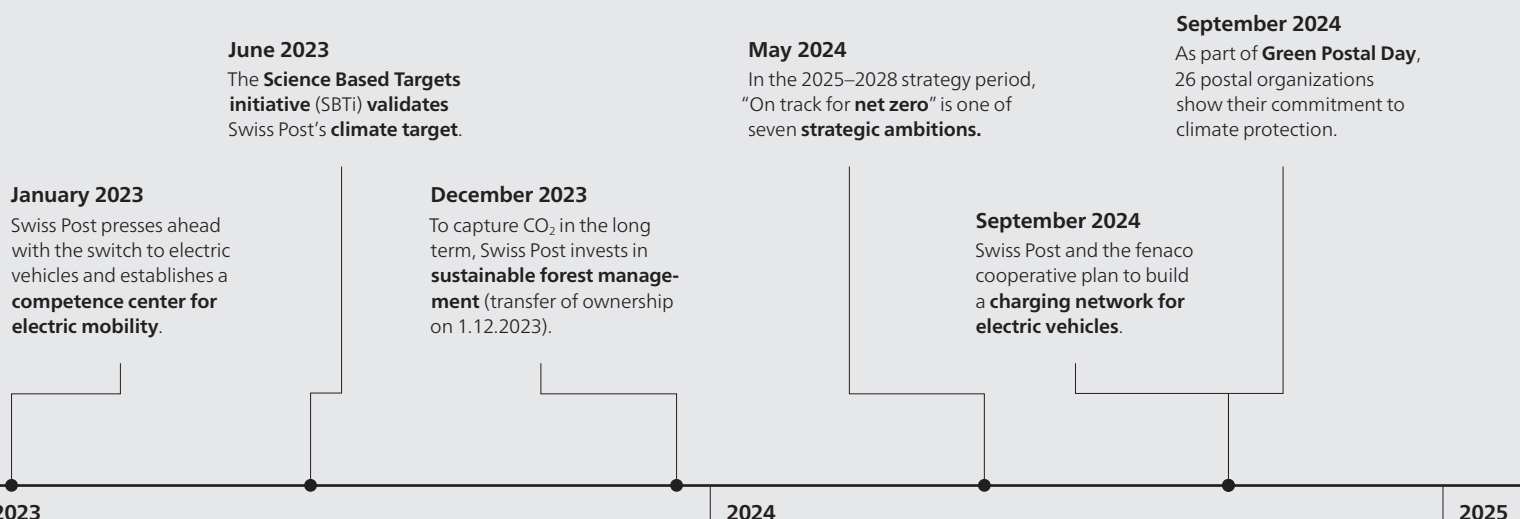 January 2023
Swiss Post presses ahead
with the switch to electric
vehicles and establishes a
competence center for
electric mobility.
June 2023
The Science Based Targets
initiative (SBTi) validates
Swiss Post's climate target.
December 2023
To capture CO₂ in the long
term, Swiss Post invests in
sustainable forest manage-
ment (transfer of ownership
on 1.12.2023).
May 2024
In the 2025–2028 strategy period,
“On track for net zero” is one of
seven strategic ambitions.
September 2024
Swiss Post and the fenaco
cooperative plan to build
a charging network for
electric vehicles.
September 2024
As part of Green Postal Day,
26 postal organizations
show their commitment to
climate protection.
2023
2024
2025